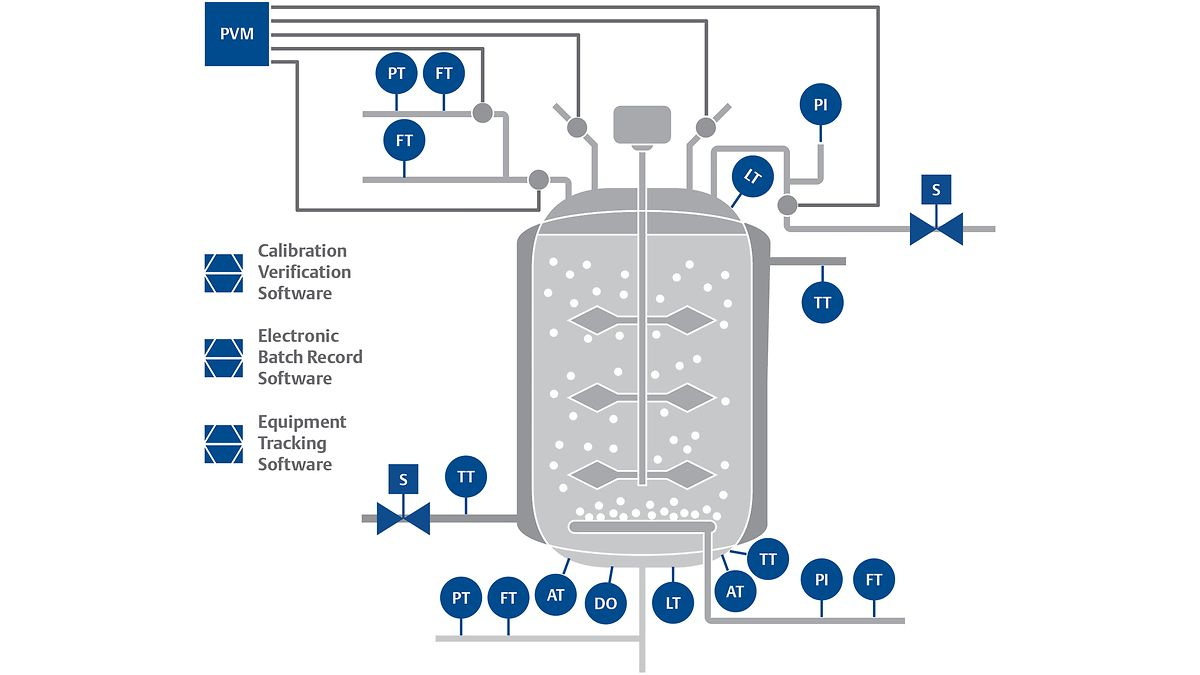 PVM
PT
FT
FT
PI
LT
S
TT
Calibration
Verification
Software
Electronic
Batch Record
Software
Equipment
Tracking
Software
S
TT
PT
FT
AT
DO
LT
AT
TT
PI
FT